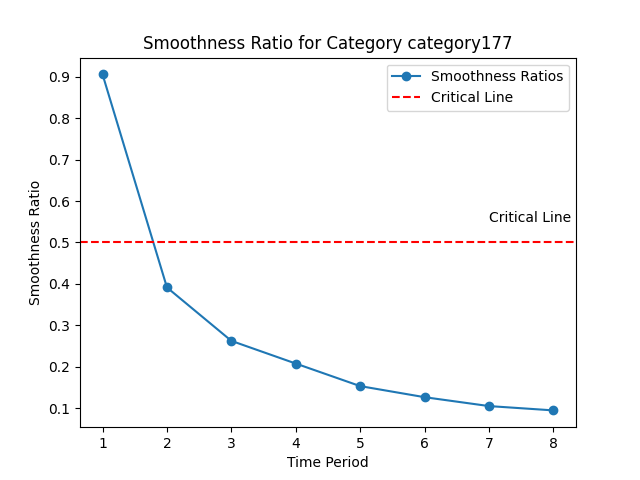 Smoothness Ratio for Category category177
Smoothness Ratios
Critical Line
Critical Line
Smoothness Ratio
0.9
0.8
0.7
0.6
0.5
0.4
0.3
0.2
0.1
1 2 3 4 5 6 7 8
Time Period